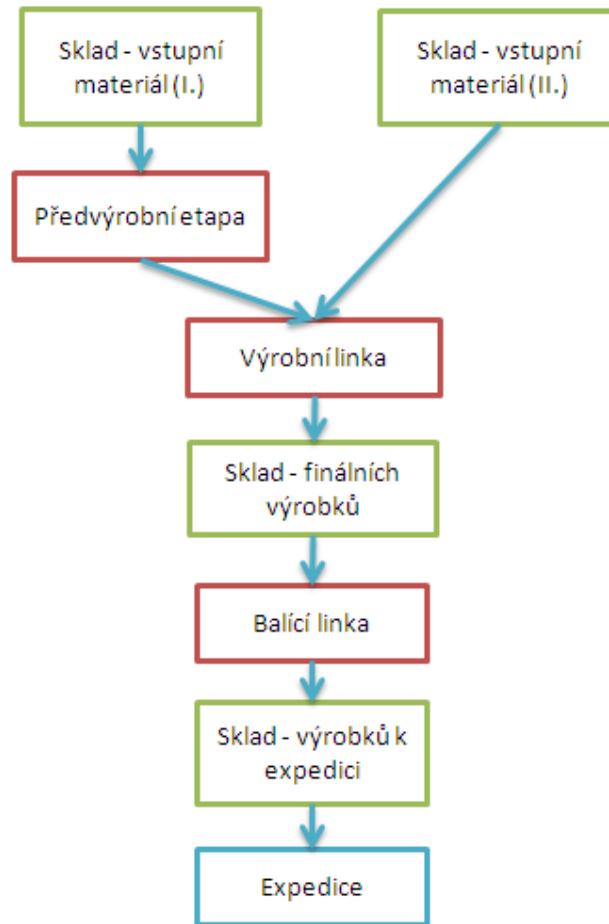 Sklad - vstupní
materiál (I.)
Sklad - vstupní
materiál (II.)
Předvýrobní etapa
Výrobní linka
Sklad - finálních
výrobků
Balící linka
Sklad - výrobků k
expedici
Expedice